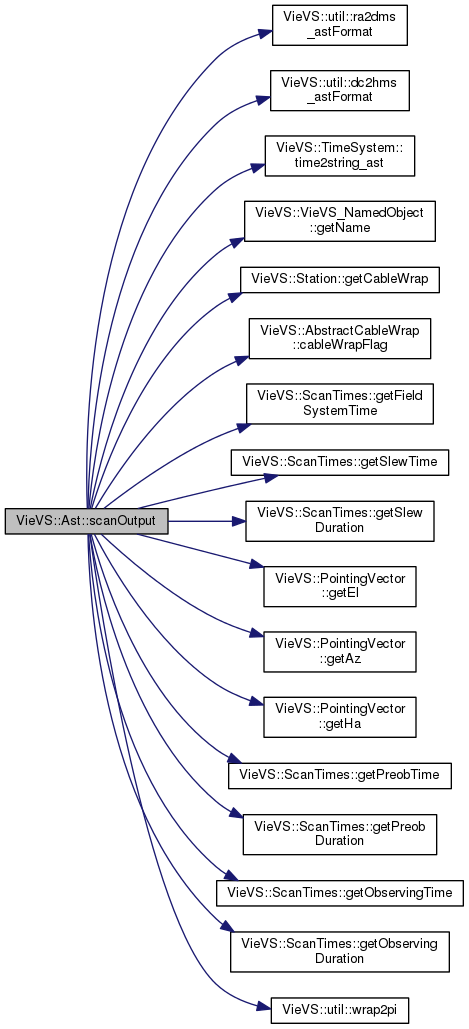 VieVS::util::ra2dms
_astFormat
VieVS::util::dc2hms
_astFormat
VieVS::TimeSystem::
time2string_ast
VieVS::VieVS_NamedObject
::getName
VieVS::Station::getCableWrap
VieVS::AbstractCableWrap
::cableWrapFlag
VieVS::ScanTimes::getField
SystemTime
VieVS::ScanTimes::getSlewTime
VieVS::Ast::scanOutput
VieVS::ScanTimes::getSlew
Duration
VieVS::PointingVector
::getEl
VieVS::PointingVector
::getAz
VieVS::PointingVector
::getHa
VieVS::ScanTimes::getPreobTime
VieVS::ScanTimes::getPreob
Duration
VieVS::ScanTimes::getObservingTime
VieVS::ScanTimes::getObserving
Duration
VieVS::util::wrap2pi